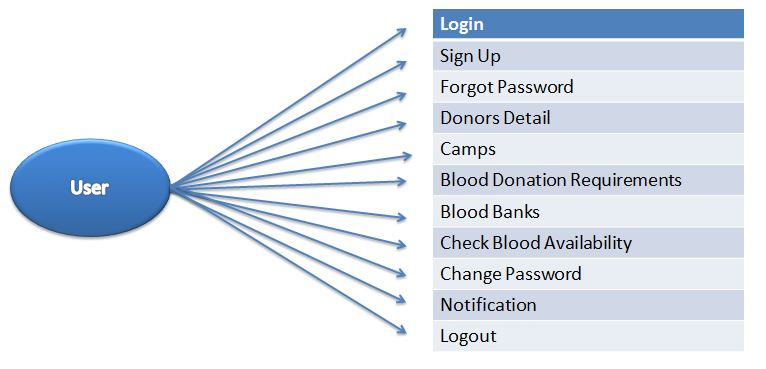 User
Login
Sign Up
Forgot Password
Donors Detail
Camps
Blood Donation Requirements
Blood Banks
Check Blood Availability
Change Password
Notification
Logout